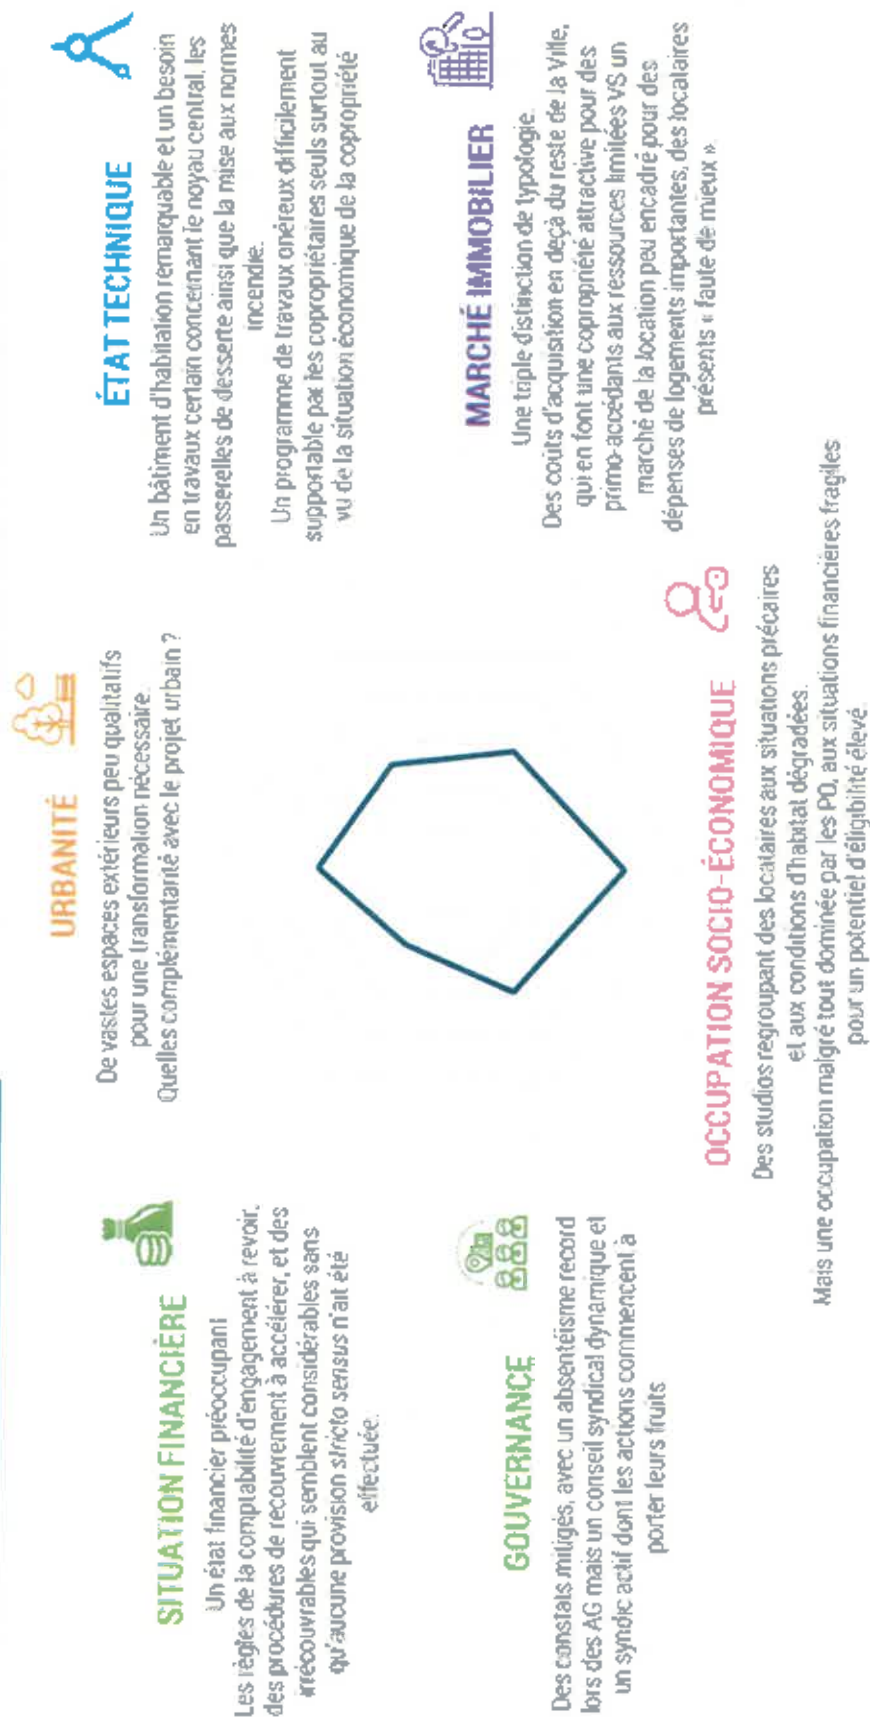 URBANITÉ
De vastes espaces extérieurs peu qualitatifs
pour une transformation nécessaire.
Quelles complémentarité avec le projet urbain ?
ÉTAT TECHNIQUE
Un bâtiment d'habitation remarquable et un besoin
en travaux certain concernant le noyau central, les
passerelles de desserte ainsi que la mise aux normes
incendie.
Un programme de travaux onéreux difficilement
supportable par les copropriétaires seuls surtout au
vu de la situation économique de la copropriété
MARCHÉ IMMOBILIER
Une triple distinction de typologie.
Des coûts d'acquisition en deçà du reste de la Ville,
qui en font une copropriété attractive pour des
primo-accédants aux ressources limitées VS un
marché de la location peu encadré pour des
dépenses de logements importantes, des locataires
présents « faute de mieux ».
OCCUPATION SOCIO-ÉCONOMIQUE
Des studios regroupant des locataires aux situations précaires
et aux conditions d'habitat dégradées.
Mais une occupation malgré tout dominée par les PO, aux situations financières fragiles
pour un potentiel d'éligibilité élevé
GOUVERNANCE
Des constats mitigés, avec un absentéisme record
lors des AG mais un conseil syndical dynamique et
un syndic actif dont les actions commencent à
porter leurs fruits
SITUATION FINANCIÈRE
Un état financier préoccupant
Les règles de la comptabilité d'engagement à revoir,
des procédures de recouvrement à accélérer, et des
irrécouvrables qui semblent considérables sans
qu'aucune provision stricto sensus n'ait été
effectuée.